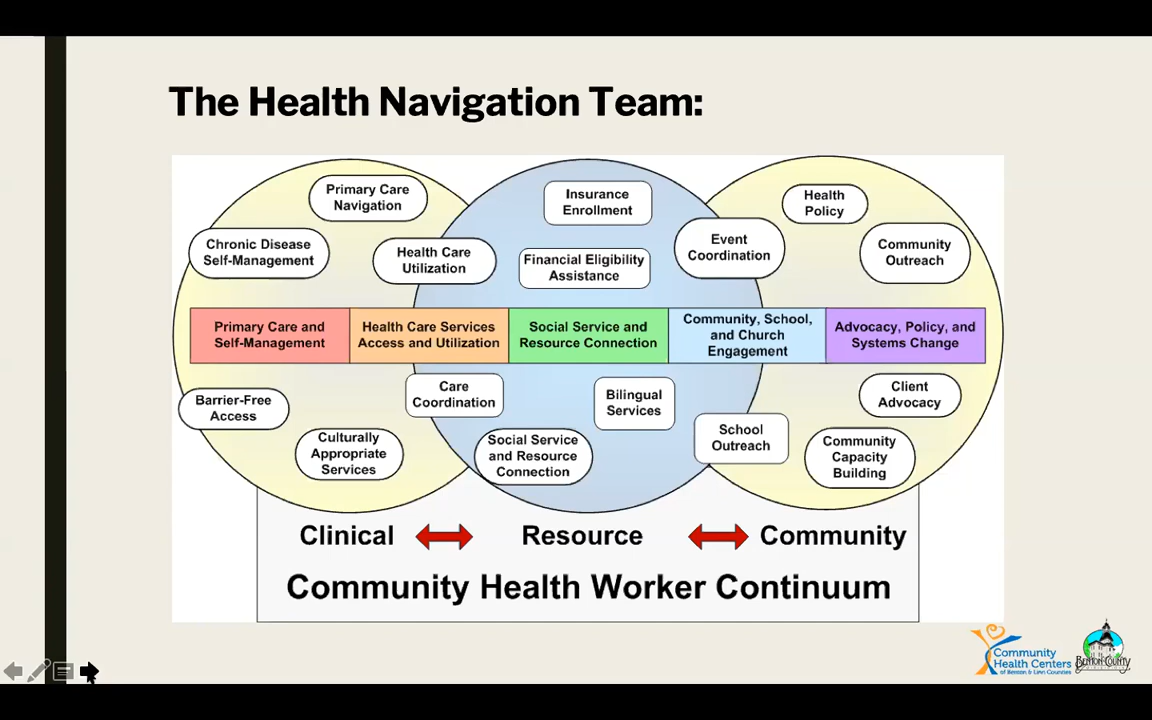 The Health Navigation Team:
Primary Care
Navigation
Insurance
Enrollment
Health
Policy
Chronic Disease
Self-Management
Health Care
Utilization
Financial Eligibility
Assistance
Event
Coordination
Community
Outreach
Primary Care and
Self-Management
Health Care Services
Access and Utilization
Social Service and
Resource Connection
Community, School,
and Church
Engagement
Advocacy, Policy, and
Systems Change
Barrier-Free
Access
Care
Coordination
Bilingual
Services
Client
Advocacy
Culturally
Appropriate
Services
Social Service
and Resource
Connection
School
Outreach
Community
Capacity
Building
Clinical
Resource
Community
Community Health Worker Continuum
Community
Health Centers
of Benton & Linn Counties
Benton County